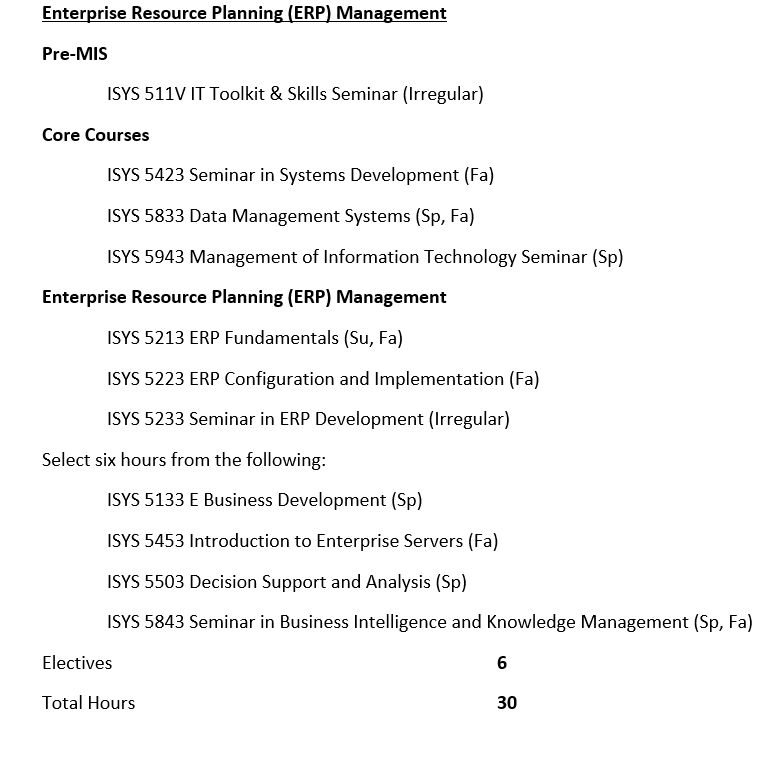 Enterprise Resource Planning (ERP) Management
Pre-MIS
ISYS 511V IT Toolkit & Skills Seminar (Irregular)
Core Courses
ISYS 5423 Seminar in Systems Development (Fa)
ISYS 5833 Data Management Systems (Sp, Fa)
ISYS 5943 Management of Information Technology Seminar (Sp)
Enterprise Resource Planning (ERP) Management
ISYS 5213 ERP Fundamentals (Su, Fa)
ISYS 5223 ERP Configuration and Implementation (Fa)
ISYS 5233 Seminar in ERP Development (Irregular)
Select six hours from the following:
ISYS 5133 E Business Development (Sp)
ISYS 5453 Introduction to Enterprise Servers (Fa)
ISYS 5503 Decision Support and Analysis (Sp)
ISYS 5843 Seminar in Business Intelligence and Knowledge Management (Sp, Fa)
Electives 6
Total Hours 30